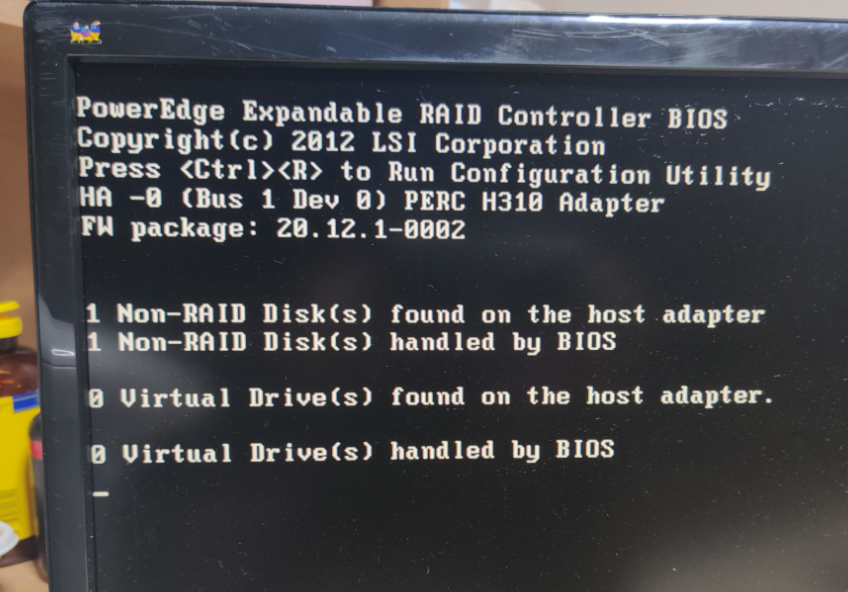 PowerEdge Expandable RAID Controller BIOS
Copyright(c) 2012 LSI Corporation
Press <Ctrl><R> to Run Configuration Utility
HA -0 (Bus 1 Dev 0) PERC H310 Adapter
FW package: 20.12.1-0002
1 Non-RAID Disk(s) found on the host adapter
1 Non-RAID Disk(s) handled by BIOS
0 Virtual Drive(s) found on the host adapter.
0 Virtual Drive(s) handled by BIOS
_